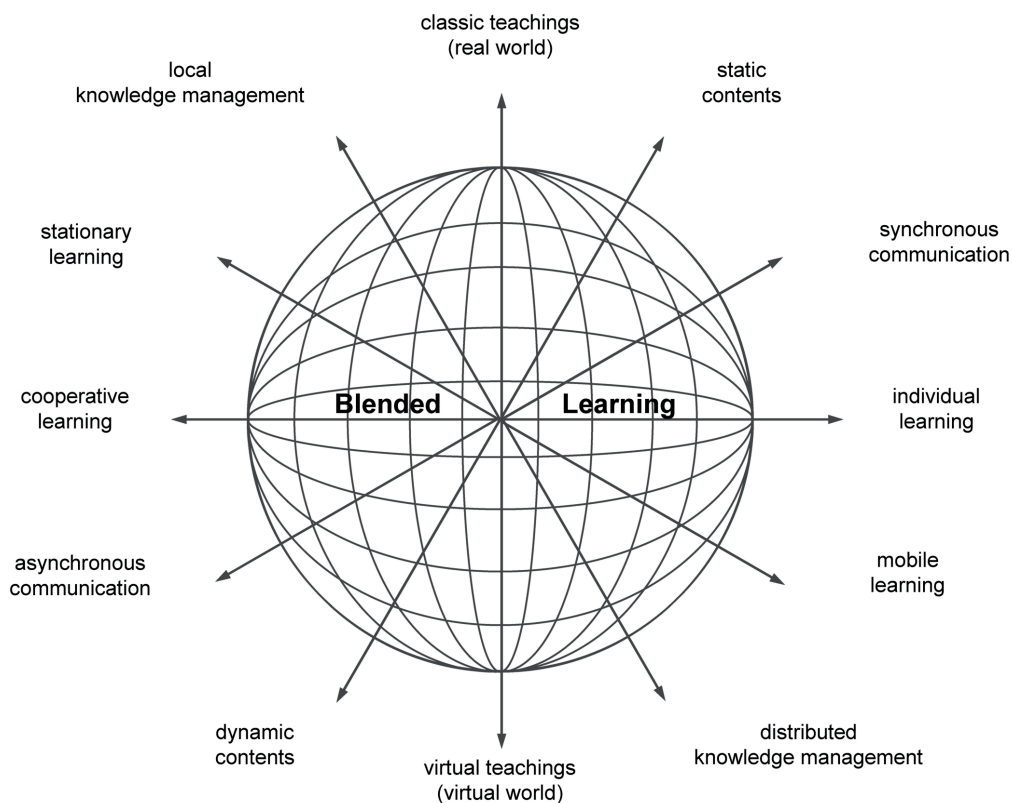 classic teachings
(real world)
local
knowledge management
static
contents
stationary
learning
synchronous
communication
cooperative
learning
Blended Learning
individual
learning
asynchronous
communication
mobile
learning
dynamic
contents
distributed
knowledge management
virtual teachings
(virtual world)